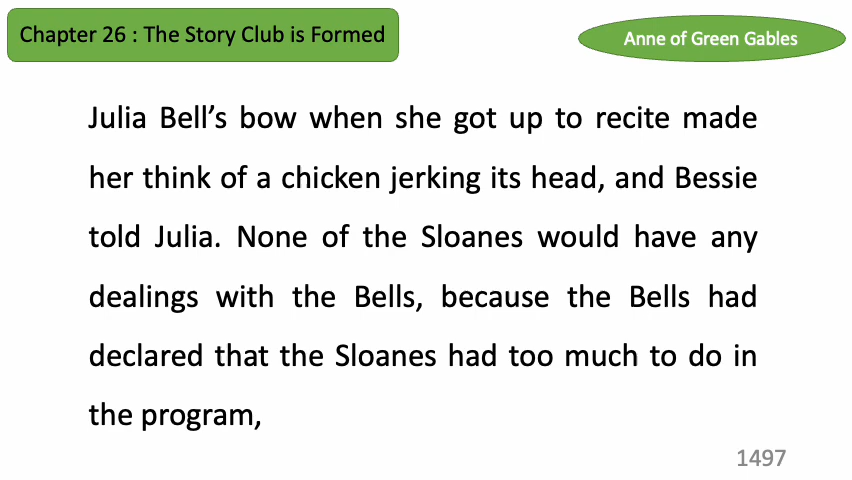 Chapter 26 : The Story Club is Formed
Anne of Green Gables
Julia Bell’s bow when she got up to recite made
her think of a chicken jerking its head, and Bessie
told Julia. None of the Sloanes would have any
dealings with the Bells, because the Bells had
declared that the Sloanes had too much to do in
the program,
1497